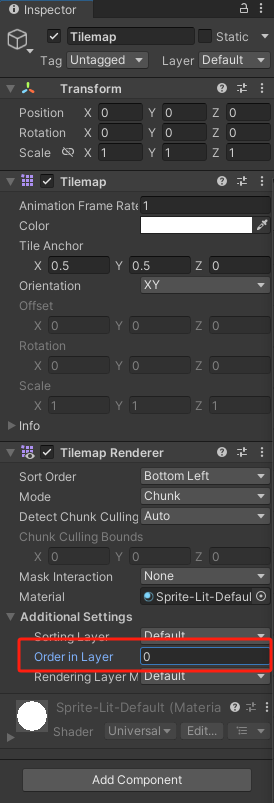 Inspector
Tilemap Static
Tag Untagged Layer Default
Transform
Position X 0 Y 0 Z 0
Rotation X 0 Y 0 Z 0
Scale X 1 Y 1 Z 1
Tilemap
Animation Frame Rate 1
Color
Tile Anchor
X 0.5 Y 0.5 Z 0
Orientation XY
Offset
X 0 Y 0 Z 0
Rotation
X 0 Y 0 Z 0
Scale
X 1 Y 1 Z 1
Info
Tilemap Renderer
Sort Order Bottom Left
Mode Chunk
Detect Chunk Culling Auto
Chunk Culling Bounds
X 0 Y 0 Z 0
Mask Interaction None
Material Sprite-Lit-Defaul
Additional Settings
Sorting Layer Default
Order in Layer 0
Rendering Layer M Default
Sprite-Lit-Default (Materia
Shader Universal Edit...
Add Component